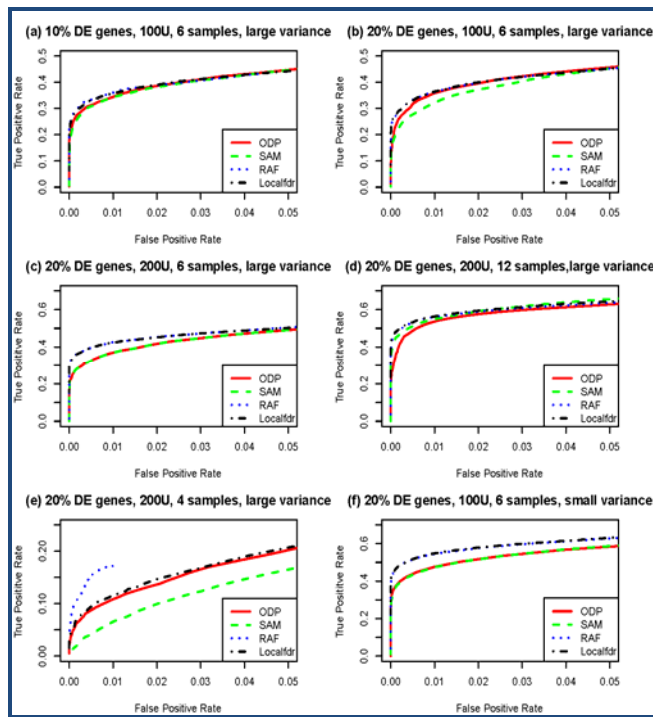 (a) 10% DE genes, 100U, 6 samples, large variance
True Posititve Rate
0.5
0.4
0.3
0.2
0.1
0.0
ODP
SAM
RAF
Localfdr
0.00 0.01 0.02 0.03 0.04 0.05
False Positive Rate
(b) 20% DE genes, 100U, 6 samples, large variance
True Posititve Rate
0.5
0.4
0.3
0.2
0.1
0.0
ODP
SAM
RAF
Localfdr
0.00 0.01 0.02 0.03 0.04 0.05
False Positive Rate
(c) 20% DE genes, 200U, 6 samples, large variance
True Posititve Rate
0.6
0.4
0.2
0.0
ODP
SAM
RAF
Localfdr
0.00 0.01 0.02 0.03 0.04 0.05
False Positive Rate
(d) 20% DE genes, 200U, 12 samples,large variance
True Posititve Rate
0.6
0.4
0.2
0.0
ODP
SAM
RAF
Localfdr
0.00 0.01 0.02 0.03 0.04 0.05
False Positive Rate
(e) 20% DE genes, 200U, 4 samples, large variance
True Posititve Rate
0.20
0.10
0.00
ODP
SAM
RAF
Localfdr
0.00 0.01 0.02 0.03 0.04 0.05
False Positive Rate
(f) 20% DE genes, 100U, 6 samples, small variance
True Posititve Rate
0.6
0.4
0.2
0.0
ODP
SAM
RAF
Localfdr
0.00 0.01 0.02 0.03 0.04 0.05
False Positive Rate